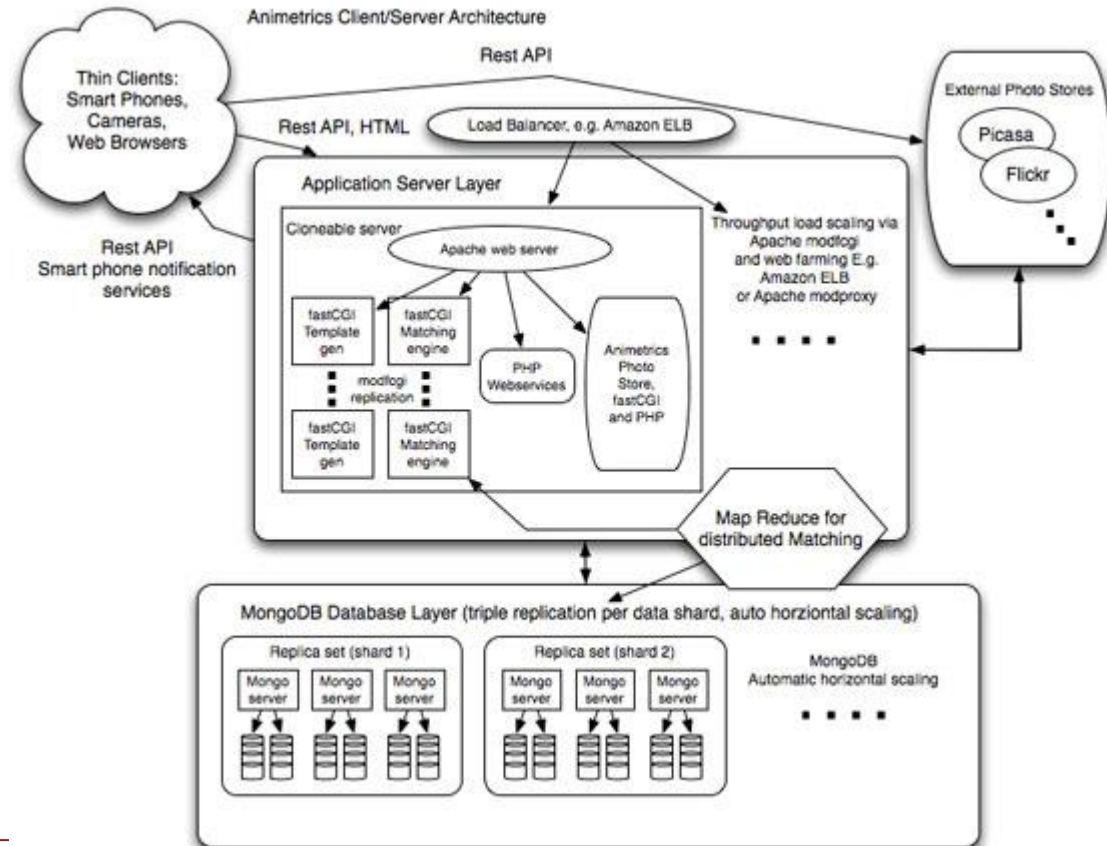 Animetrics Client/Server Architecture
Rest API
Thin Clients:
Smart Phones,
Cameras,
Web Browsers
External Photo Stores
Picasa
Flickr
Rest API, HTML
Load Balancer, e.g. Amazon ELB
Application Server Layer
Rest API
Smart phone notification
services
Cloneable server
Apache web server
Throughput load scaling via
Apache modfcgi
and web farming E.g.
Amazon ELB
or Apache modproxy
fastCGI
Template
gen
fastCGI
Matching
engine
PHP
Webservices
Animetrics
Photo
Store,
fastCGI
and PHP
modfcgi
replication
fastCGI
Template
gen
fastCGI
Matching
engine
Map Reduce for
distributed Matching
MongoDB Database Layer (triple replication per data shard, auto horziontal scaling)
Replica set (shard 1)
Mongo
server
Mongo
server
Mongo
server
Replica set (shard 2)
Mongo
server
Mongo
server
Mongo
server
MongoDB
Automatic horizontal scaling